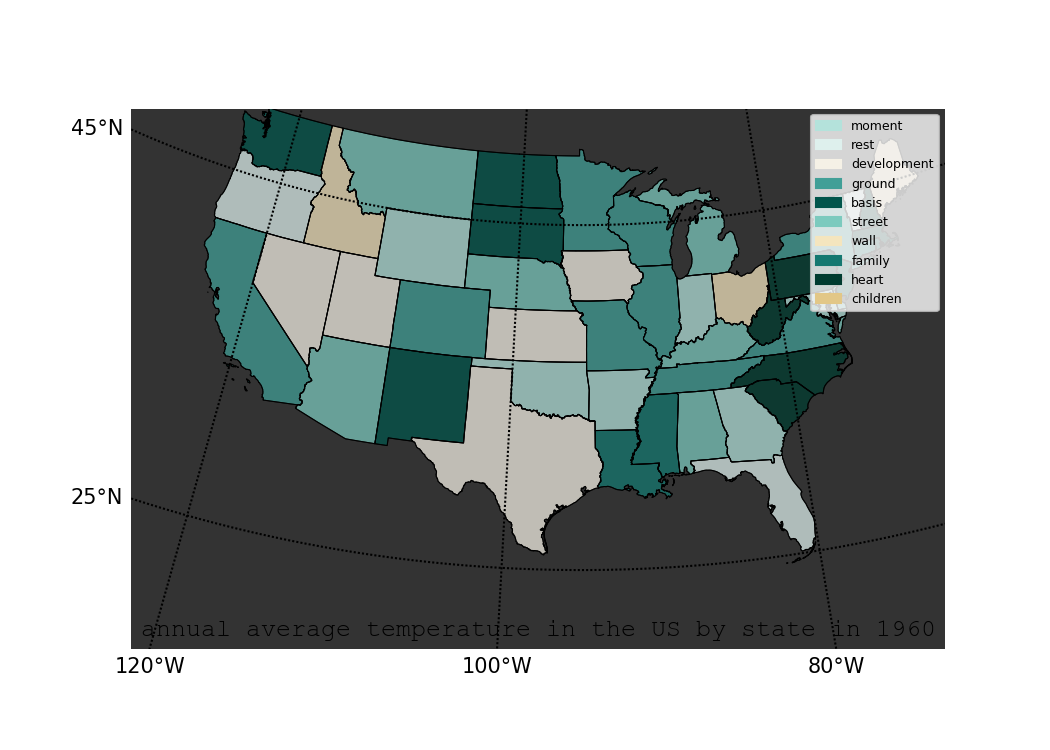 45°N
25°N
120°W
100°W
80°W
moment
rest
development
ground
basis
street
wall
family
heart
children
annual average temperature in the US by state in 1960